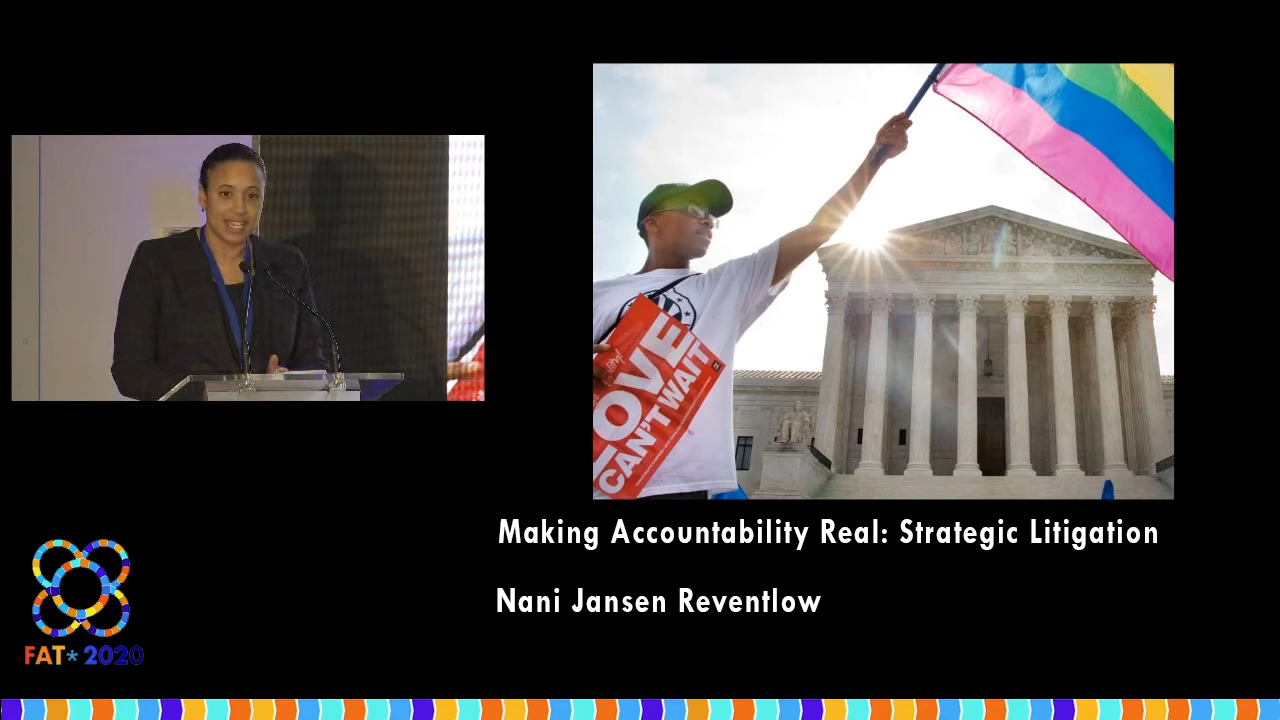 LOVE
CAN'T WAIT
Making Accountability Real: Strategic Litigation
Nani Jansen Reventlow
FAT* 2020